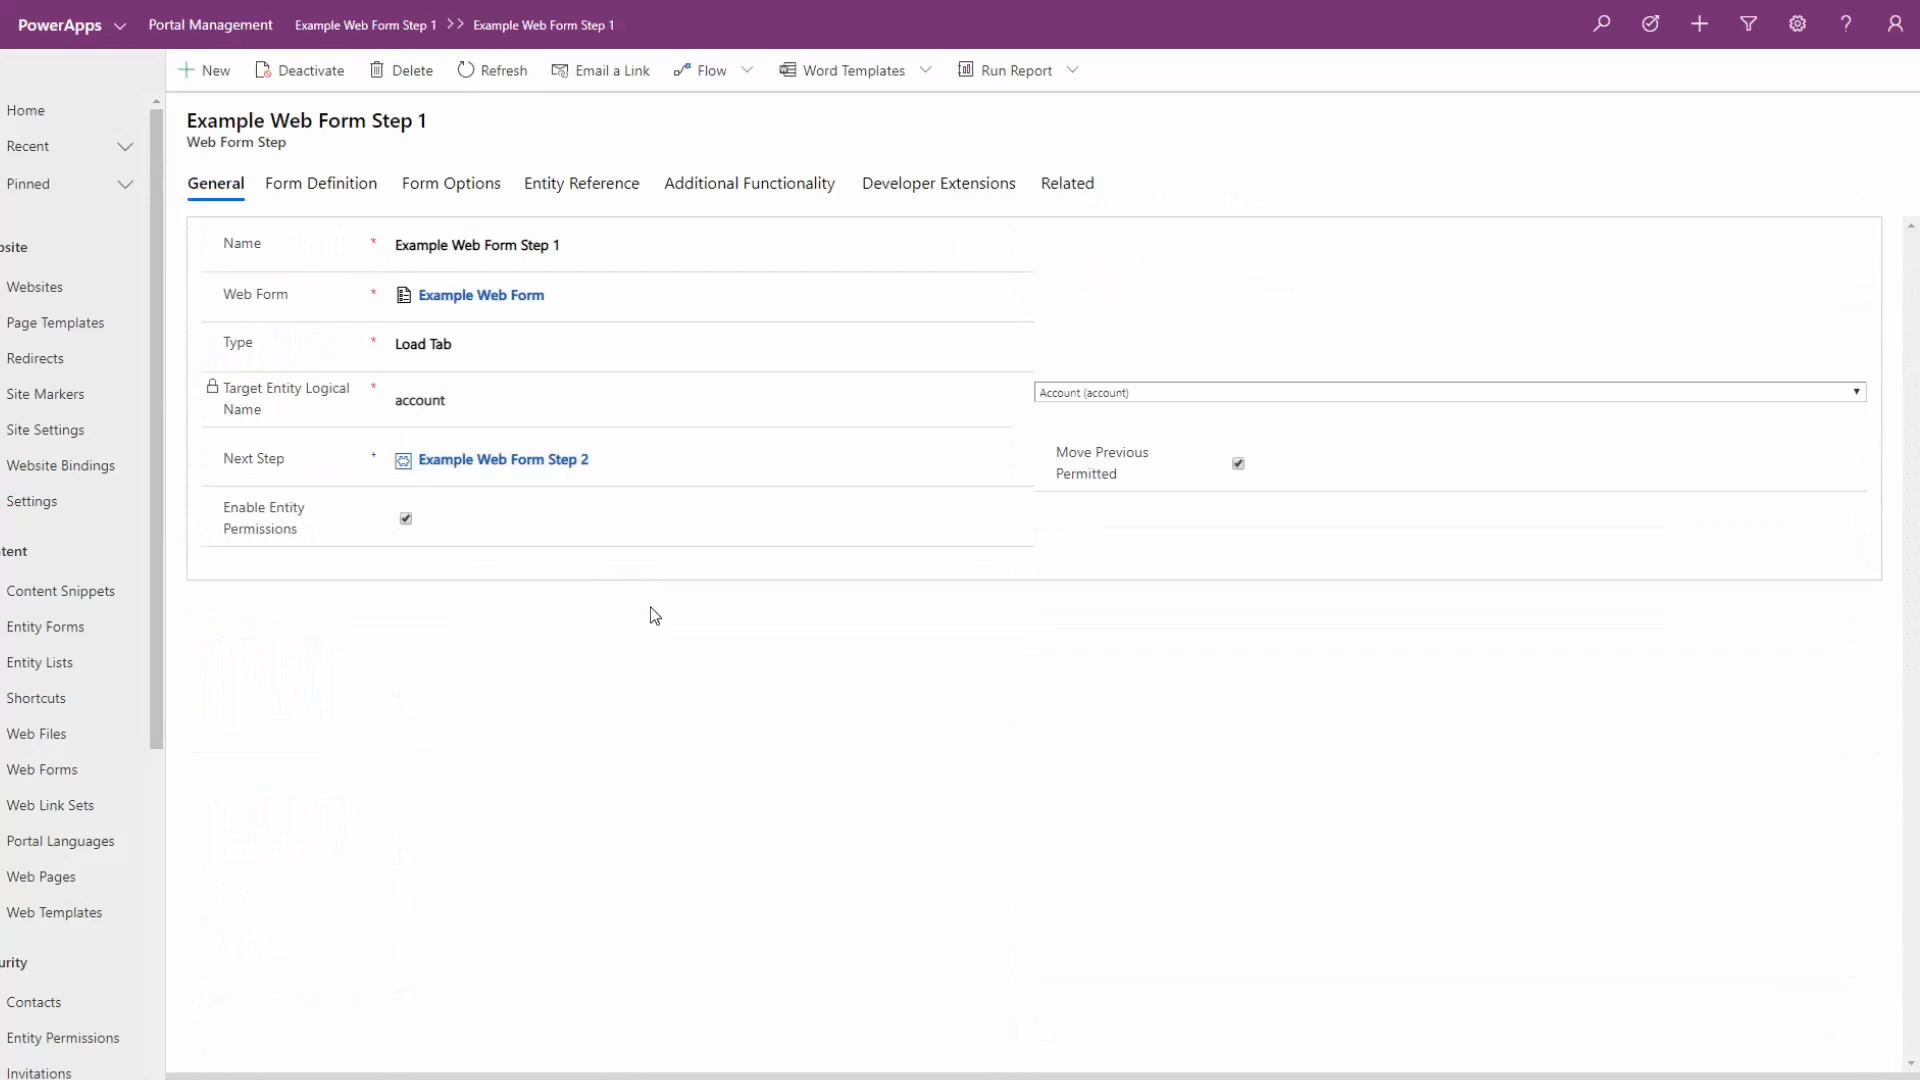 PowerApps Portal Management Example Web Form Step 1 >> Example Web Form Step 1
New Deactivate Delete Refresh Email a Link Flow Word Templates Run Report
Home
Recent
Pinned
bsite
Websites
Page Templates
Redirects
Site Markers
Site Settings
Website Bindings
Settings
tent
Content Snippets
Entity Forms
Entity Lists
Shortcuts
Web Files
Web Forms
Web Link Sets
Portal Languages
Web Pages
Web Templates
urity
Contacts
Entity Permissions
Invitations
Example Web Form Step 1
Web Form Step
General Form Definition Form Options Entity Reference Additional Functionality Developer Extensions Related
Name * Example Web Form Step 1
Web Form * Example Web Form
Type * Load Tab
Target Entity Logical
Name * account
Account (account)
Next Step + Example Web Form Step 2
Move Previous
Permitted
Enable Entity
Permissions